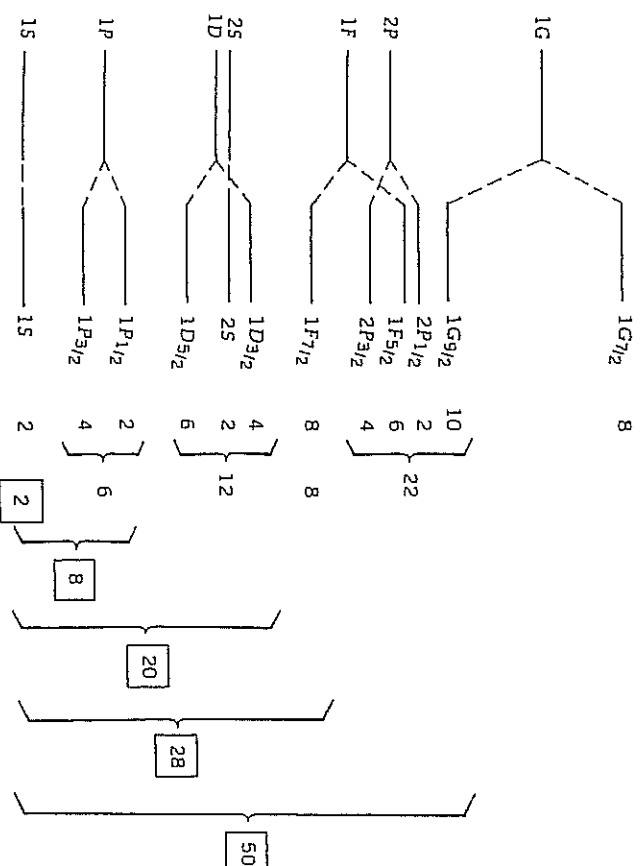 1G7/2 8
1G
1G9/2 10
2P1/2 2 22
2P 1F5/2 6
2P3/2 4
1F
1F7/2 8 8
1D3/2 4 50
2S 2S 2 12
1D
1D5/2 6 28
20
1P1/2 2
1P 6
1P3/2 4 8
1S 1S 2 2